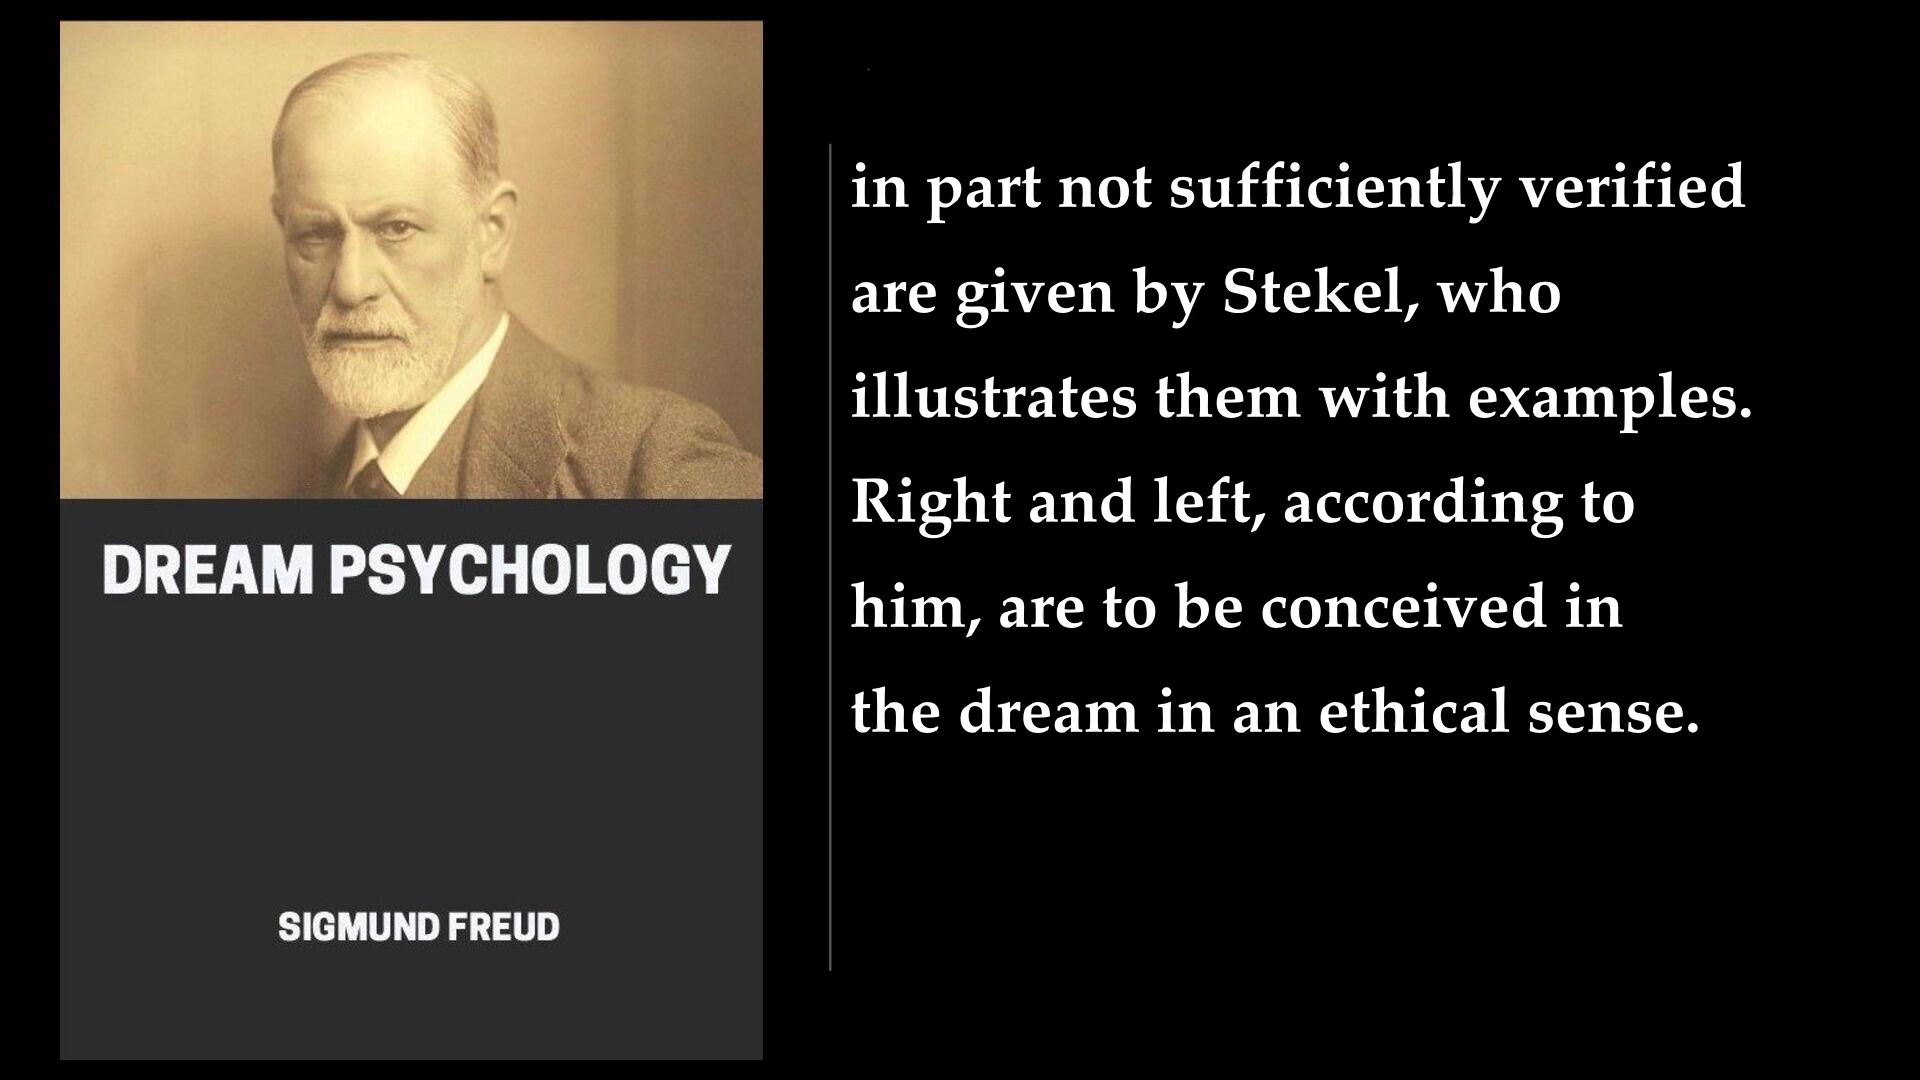 DREAM PSYCHOLOGY
SIGMUND FREUD
in part not sufficiently verified
are given by Stekel, who
illustrates them with examples.
Right and left, according to
him, are to be conceived in
the dream in an ethical sense.